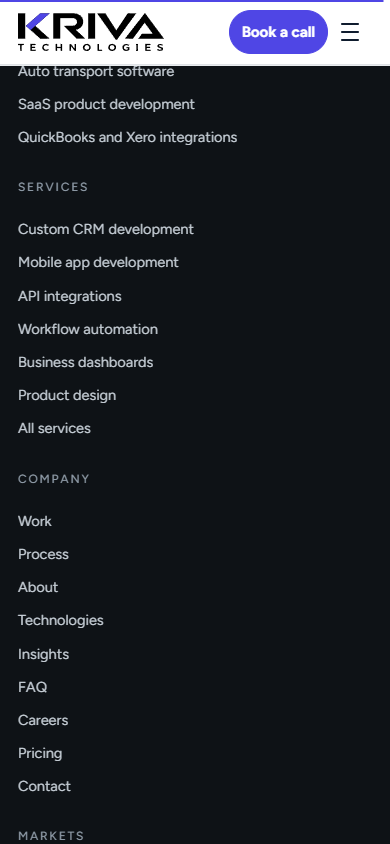 KRIVA
TECHNOLOGIES
Book a call
Auto transport software
SaaS product development
QuickBooks and Xero integrations
SERVICES
Custom CRM development
Mobile app development
API integrations
Workflow automation
Business dashboards
Product design
All services
COMPANY
Work
Process
About
Technologies
Insights
FAQ
Careers
Pricing
Contact
MARKETS